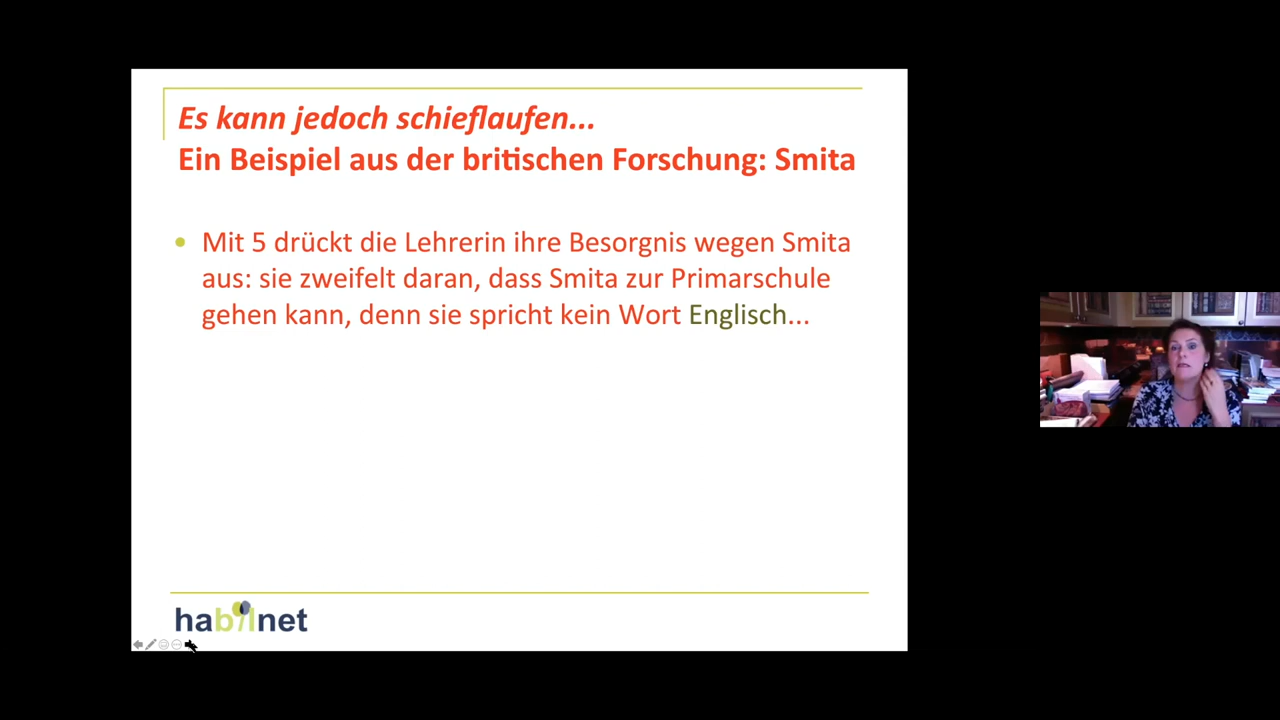 Es kann jedoch schieflaufen...
Ein Beispiel aus der britischen Forschung: Smita
• Mit 5 drückt die Lehrerin ihre Besorgnis wegen Smita
aus: sie zweifelt daran, dass Smita zur Primarschule
gehen kann, denn sie spricht kein Wort Englisch...
habilnet